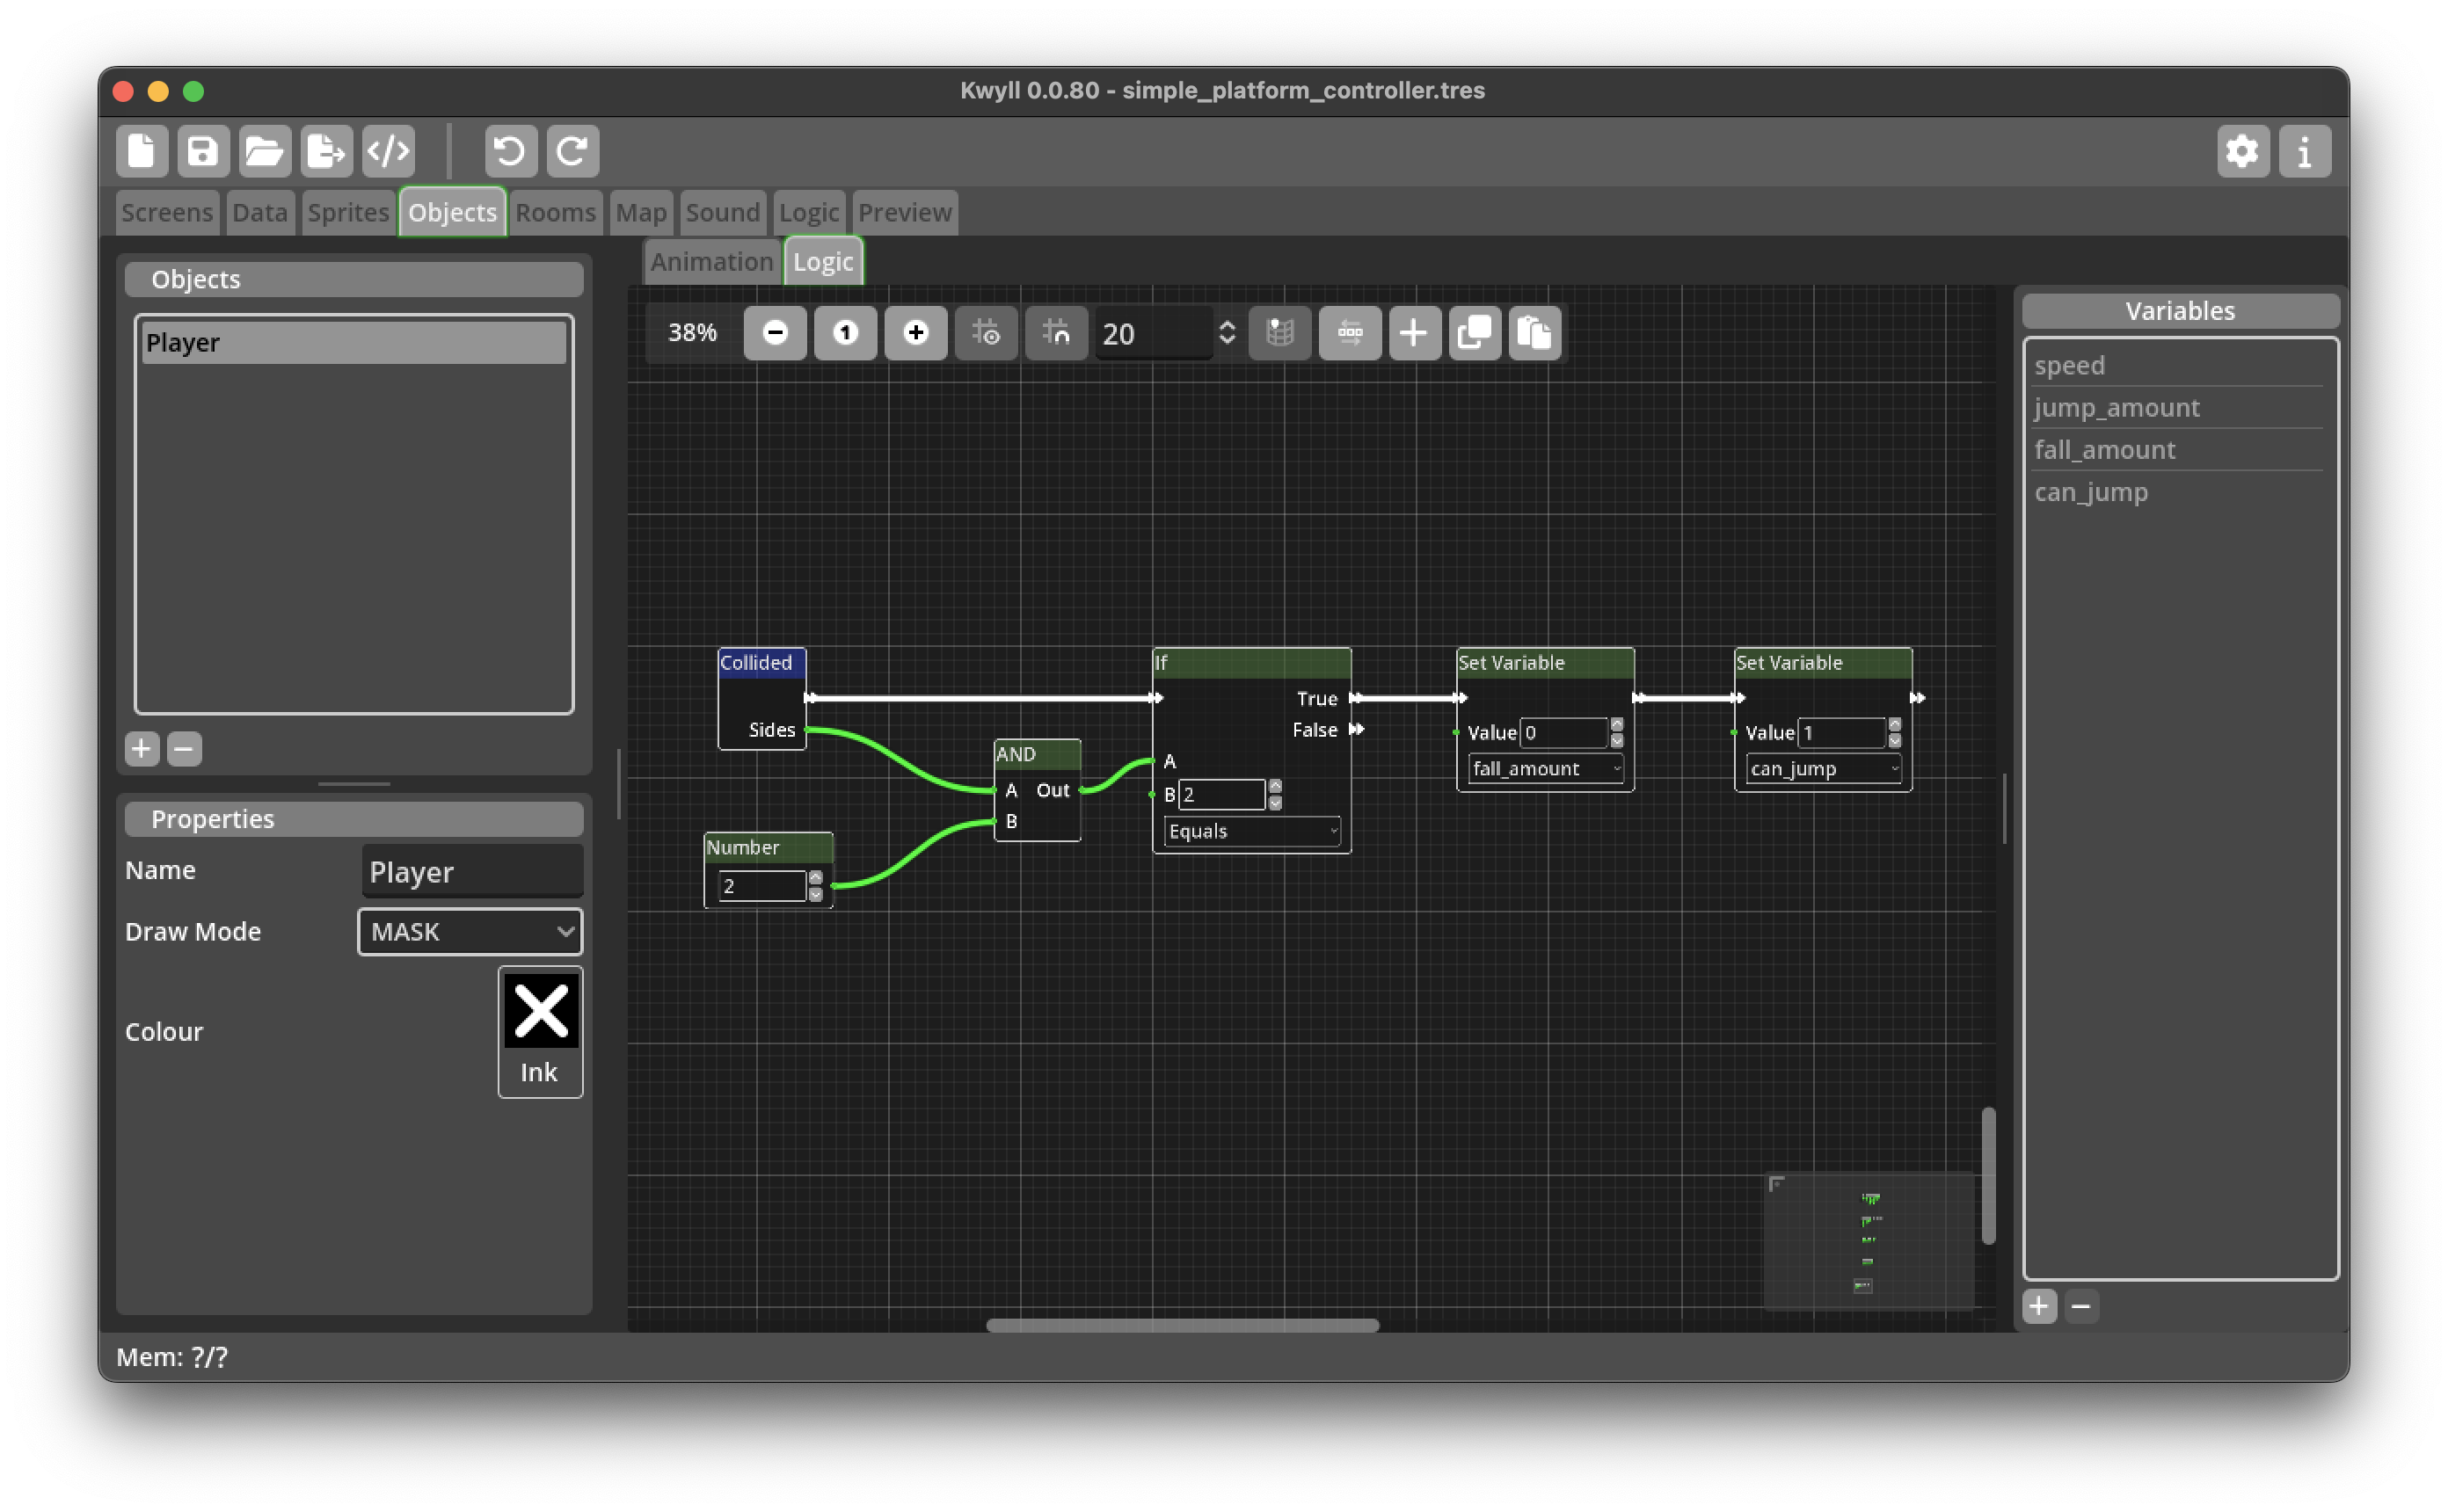 Kwyll 0.0.80 - simple_platform_controller.tres
Screens Data Sprites Objects Rooms Map Sound Logic Preview
Objects
Player
Properties
Name Player
Draw Mode MASK
Colour
Ink
Animation Logic
38% 1 20
Collided
Sides
Number
2
AND
A Out
B
If
True
False
A
B 2
Equals
Set Variable
Value 0
fall_amount
Set Variable
Value 1
can_jump
Variables
speed
jump_amount
fall_amount
can_jump
Mem: ?/?